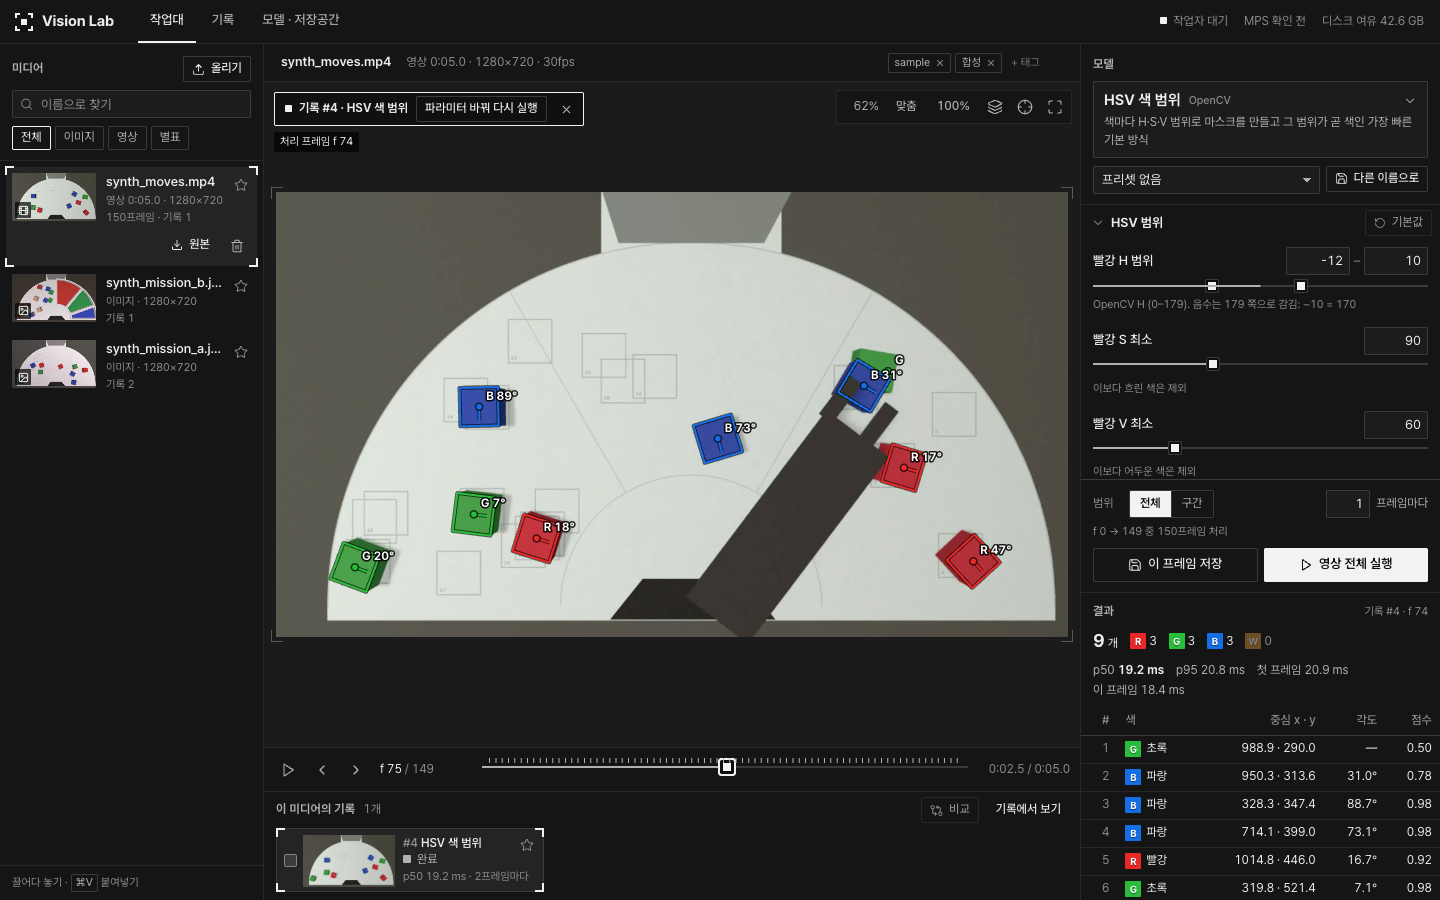 Vision Lab
작업대
기록
모델 · 저장공간
작업자 대기
MPS 확인 전
디스크 여유 42.6 GB
미디어
올리기
이름으로 찾기
전체
이미지
영상
별표
synth_moves.mp4
영상 0:05.0 · 1280×720
150프레임 · 기록 1
원본
synth_mission_b.j...
이미지 · 1280×720
기록 1
synth_mission_a.j...
이미지 · 1280×720
기록 2
끌어다 놓기 · ⌘V 붙여넣기
synth_moves.mp4
영상 0:05.0 · 1280×720 · 30fps
sample ×
합성 ×
+ 태그
기록 #4 · HSV 색 범위
파라미터 바꿔 다시 실행
×
62%
맞춤
100%
처리 프레임 f 74
G
B 31°
B 89°
B 73°
R 17°
G 7°
R 18°
R 47°
G 20°
f 75 / 149
0:02.5 / 0:05.0
이 미디어의 기록 1개
비교
기록에서 보기
#4 HSV 색 범위
완료
p50 19.2 ms · 2프레임마다
모델
HSV 색 범위 OpenCV
색마다 H·S·V 범위로 마스크를 만들고 그 범위가 곧 색인 가장 빠른
기본 방식
프리셋 없음
다른 이름으로
HSV 범위
기본값
빨강 H 범위
-12 – 10
OpenCV H (0–179). 음수는 179 쪽으로 감김: −10 = 170
빨강 S 최소
90
이보다 흐린 색은 제외
빨강 V 최소
60
이보다 어두운 색은 제외
범위
전체
구간
1 프레임마다
f 0 → 149 중 150프레임 처리
이 프레임 저장
영상 전체 실행
결과
기록 #4 · f 74
9 개
R 3
G 3
B 3
W 0
p50 19.2 ms p95 20.8 ms 첫 프레임 20.9 ms
이 프레임 18.4 ms
# 색 중심 x · y 각도 점수
1 G 초록 988.9 · 290.0 — 0.50
2 B 파랑 950.3 · 313.6 31.0° 0.78
3 B 파랑 328.3 · 347.4 88.7° 0.98
4 B 파랑 714.1 · 399.0 73.1° 0.98
5 R 빨강 1014.8 · 446.0 16.7° 0.92
6 G 초록 319.8 · 521.4 7.1° 0.98